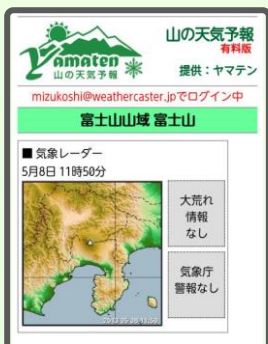 Yamaten
山の天気予報
山の天気予報
有料版
提供：ヤマテン
mizukoshi@weathercaster.jpでログイン中
富士山山域 富士山
■ 気象レーダー
5月8日 11時50分
大荒れ
情報
なし
気象庁
警報なし